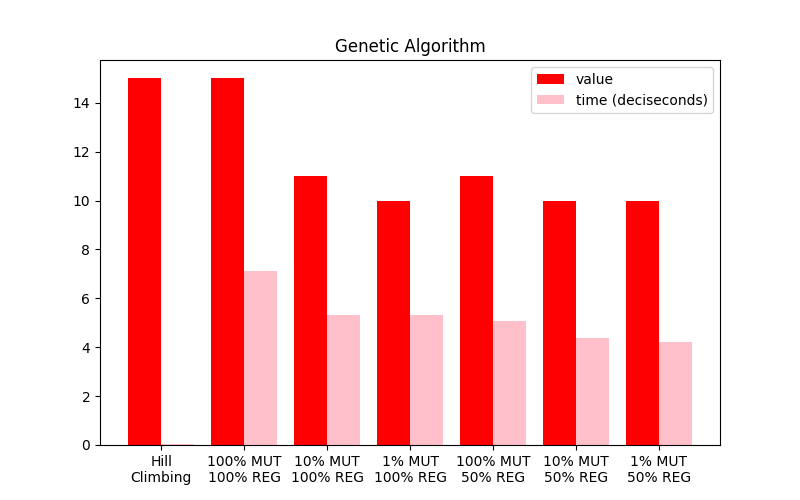 Genetic Algorithm
value
time (deciseconds)
14
12
10
8
6
4
2
0
Hill
Climbing
100% MUT
100% REG
10% MUT
100% REG
1% MUT
100% REG
100% MUT
50% REG
10% MUT
50% REG
1% MUT
50% REG